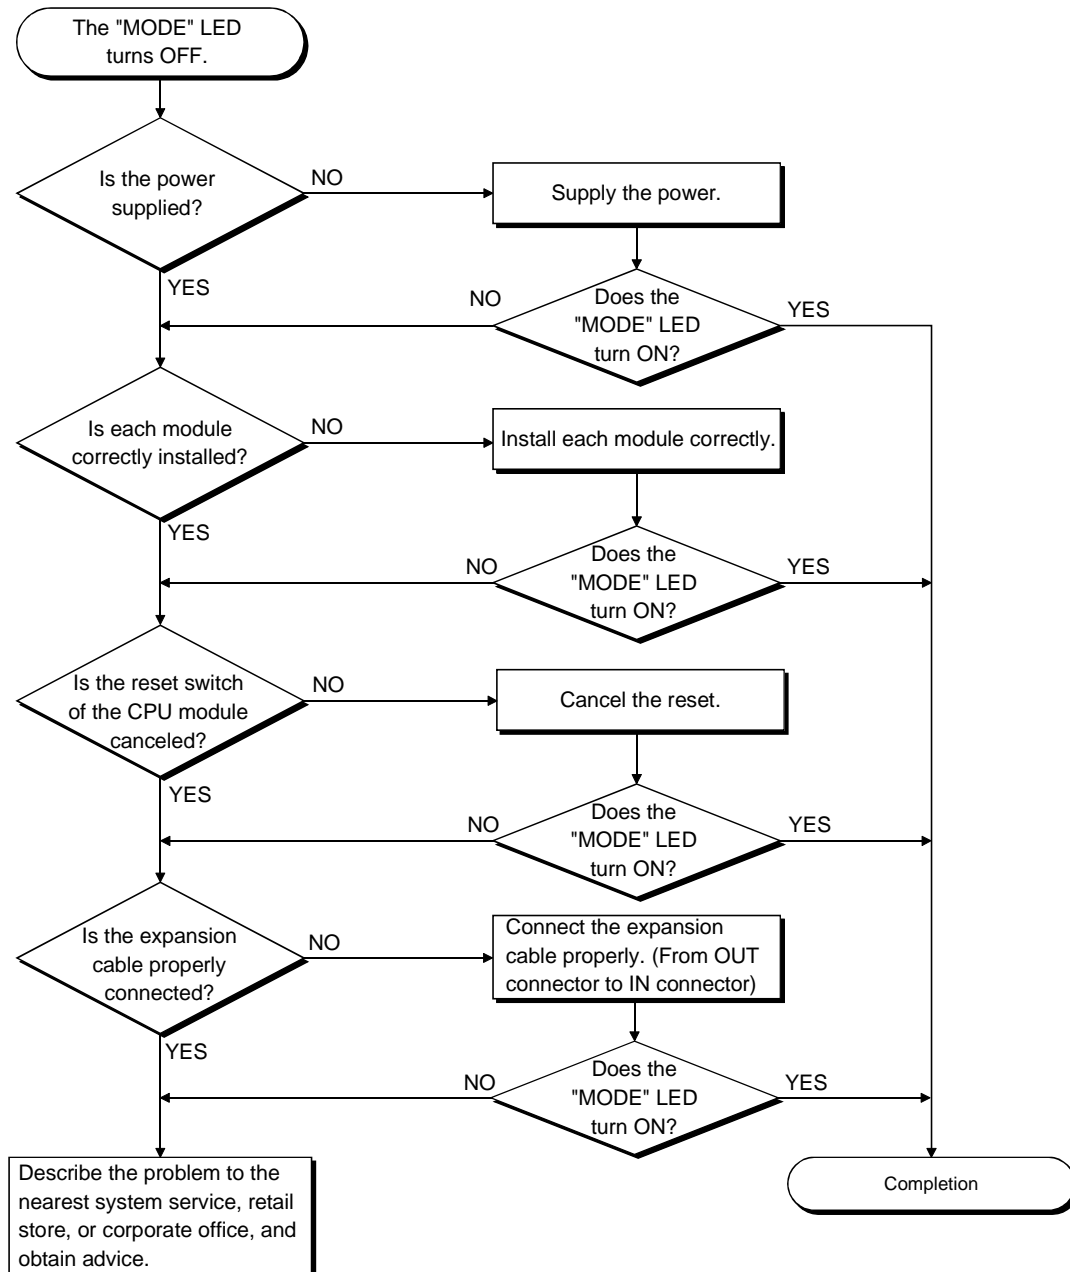 The "MODE" LED
turns OFF.
Is the power
supplied?
NO
Supply the power.
YES
NO
Does the
"MODE" LED
turn ON?
YES
Is each module
correctly installed?
NO
Install each module correctly.
YES
NO
Does the
"MODE" LED
turn ON?
YES
Is the reset switch
of the CPU module
canceled?
NO
Cancel the reset.
YES
NO
Does the
"MODE" LED
turn ON?
YES
Is the expansion
cable properly
connected?
NO
Connect the expansion
cable properly. (From OUT
connector to IN connector)
YES
NO
Does the
"MODE" LED
turn ON?
YES
Describe the problem to the
nearest system service, retail
store, or corporate office, and
obtain advice.
Completion